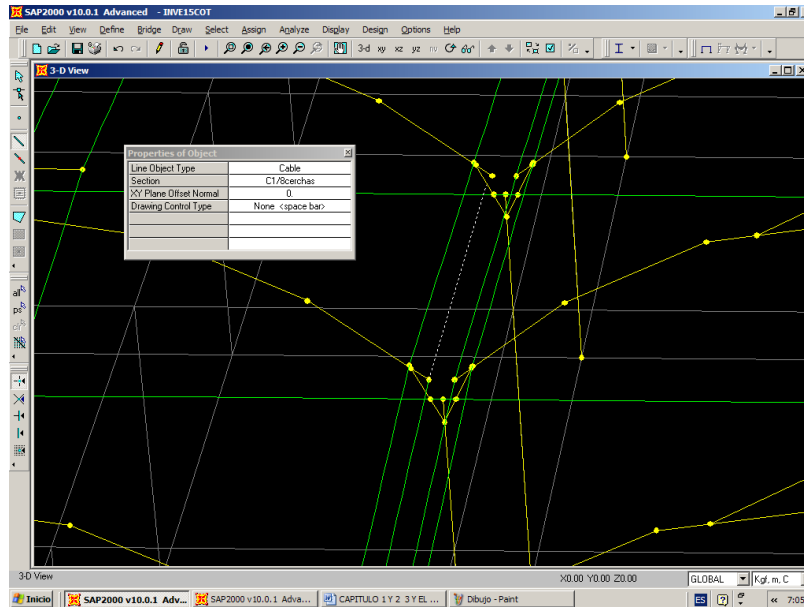 SAP2000 v10.0.1 Advanced - INVE15COT
File Edit View Define Bridge Draw Select Assign Analyze Display Design Options Help
3-d xy xz yz nv
3-D View
Properties of Object
Line Object Type Cable
Section C1/8cerchas
XY Plane Offset Normal 0.
Drawing Control Type None <space bar>
all
ps
clr
3-D View X0.00 Y0.00 Z0.00 GLOBAL Kgf, m, C
Inicio SAP2000 v10.0.1 Adv... SAP2000 v10.0.1 Adva... CAPITULO 1 Y 2 3 Y EL ... Dibujo - Paint ES « 7:05